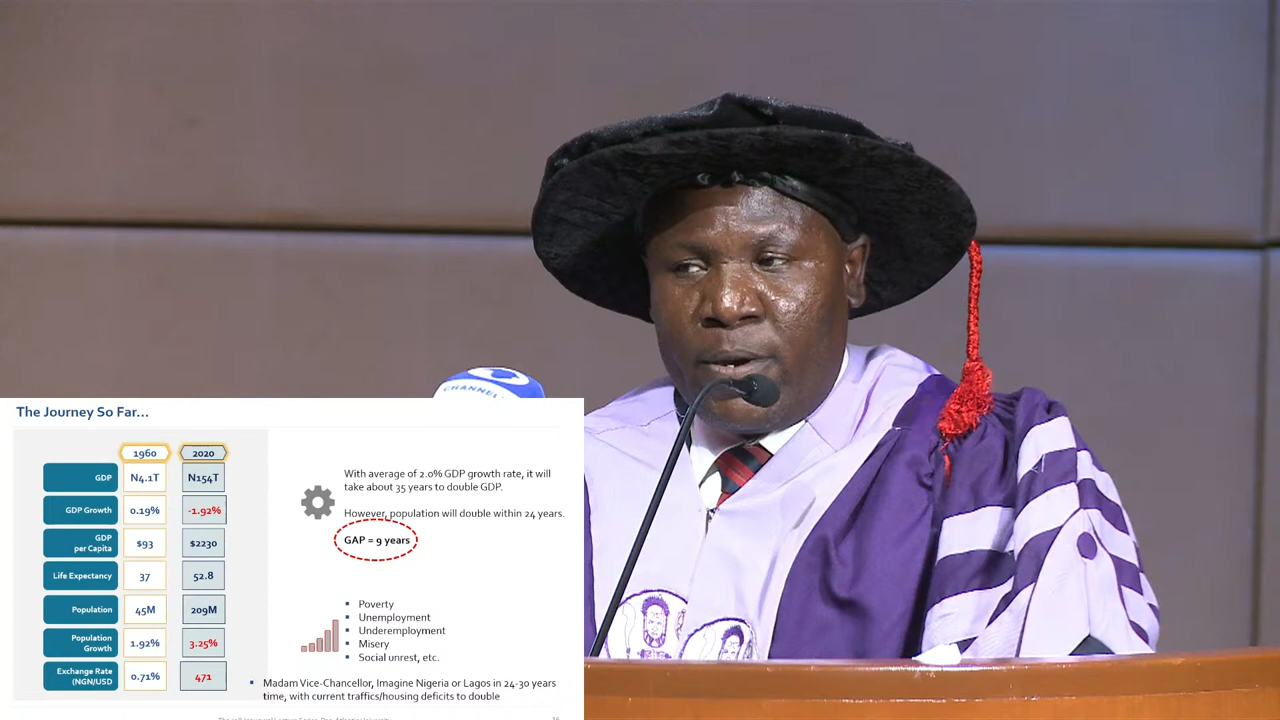 CHANNEL
The Journey So Far...
1960 2020
GDP N4.1T N154T
GDP Growth 0.19% -1.92%
GDP
per Capita $93 $2230
Life Expectancy 37 52.8
Population 45M 209M
Population
Growth 1.92% 3.25%
Exchange Rate
(NGN/USD 0.71% 471
With average of 2.0% GDP growth rate, it will
take about 35 years to double GDP.
However, population will double within 24 years.
GAP = 9 years
▪ Poverty
▪ Unemployment
▪ Underemployment
▪ Misery
▪ Social unrest, etc.
▪ Madam Vice-Chancellor, Imagine Nigeria or Lagos in 24-30 years
time, with current traffics/housing deficits to double